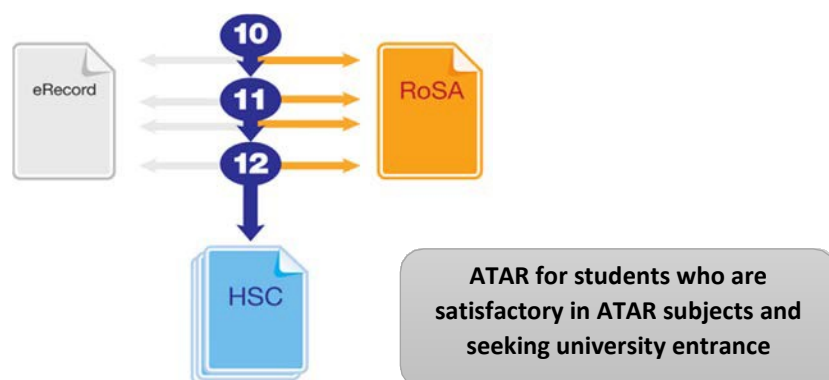 10
eRecord
RoSA
11
12
HSC
ATAR for students who are
satisfactory in ATAR subjects and
seeking university entrance